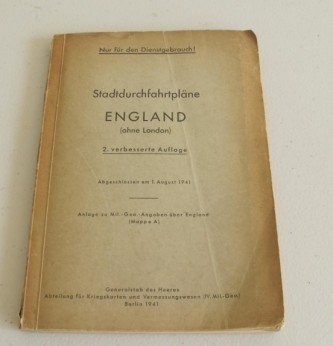 Nur für den Dienstgebrauch!
Stadtdurchfahrtpläne
ENGLAND
(ohne London)
2. verbesserte Auflage
Abgeschlossen am 1. August 1941
Anlage zu Mil.-Geo.-Angaben über England
(Mappe A)
Generalstab des Heeres
Abteilung für Kriegskarten und Vermessungswesen (IV. Mil.-Geo.)
Berlin 1941